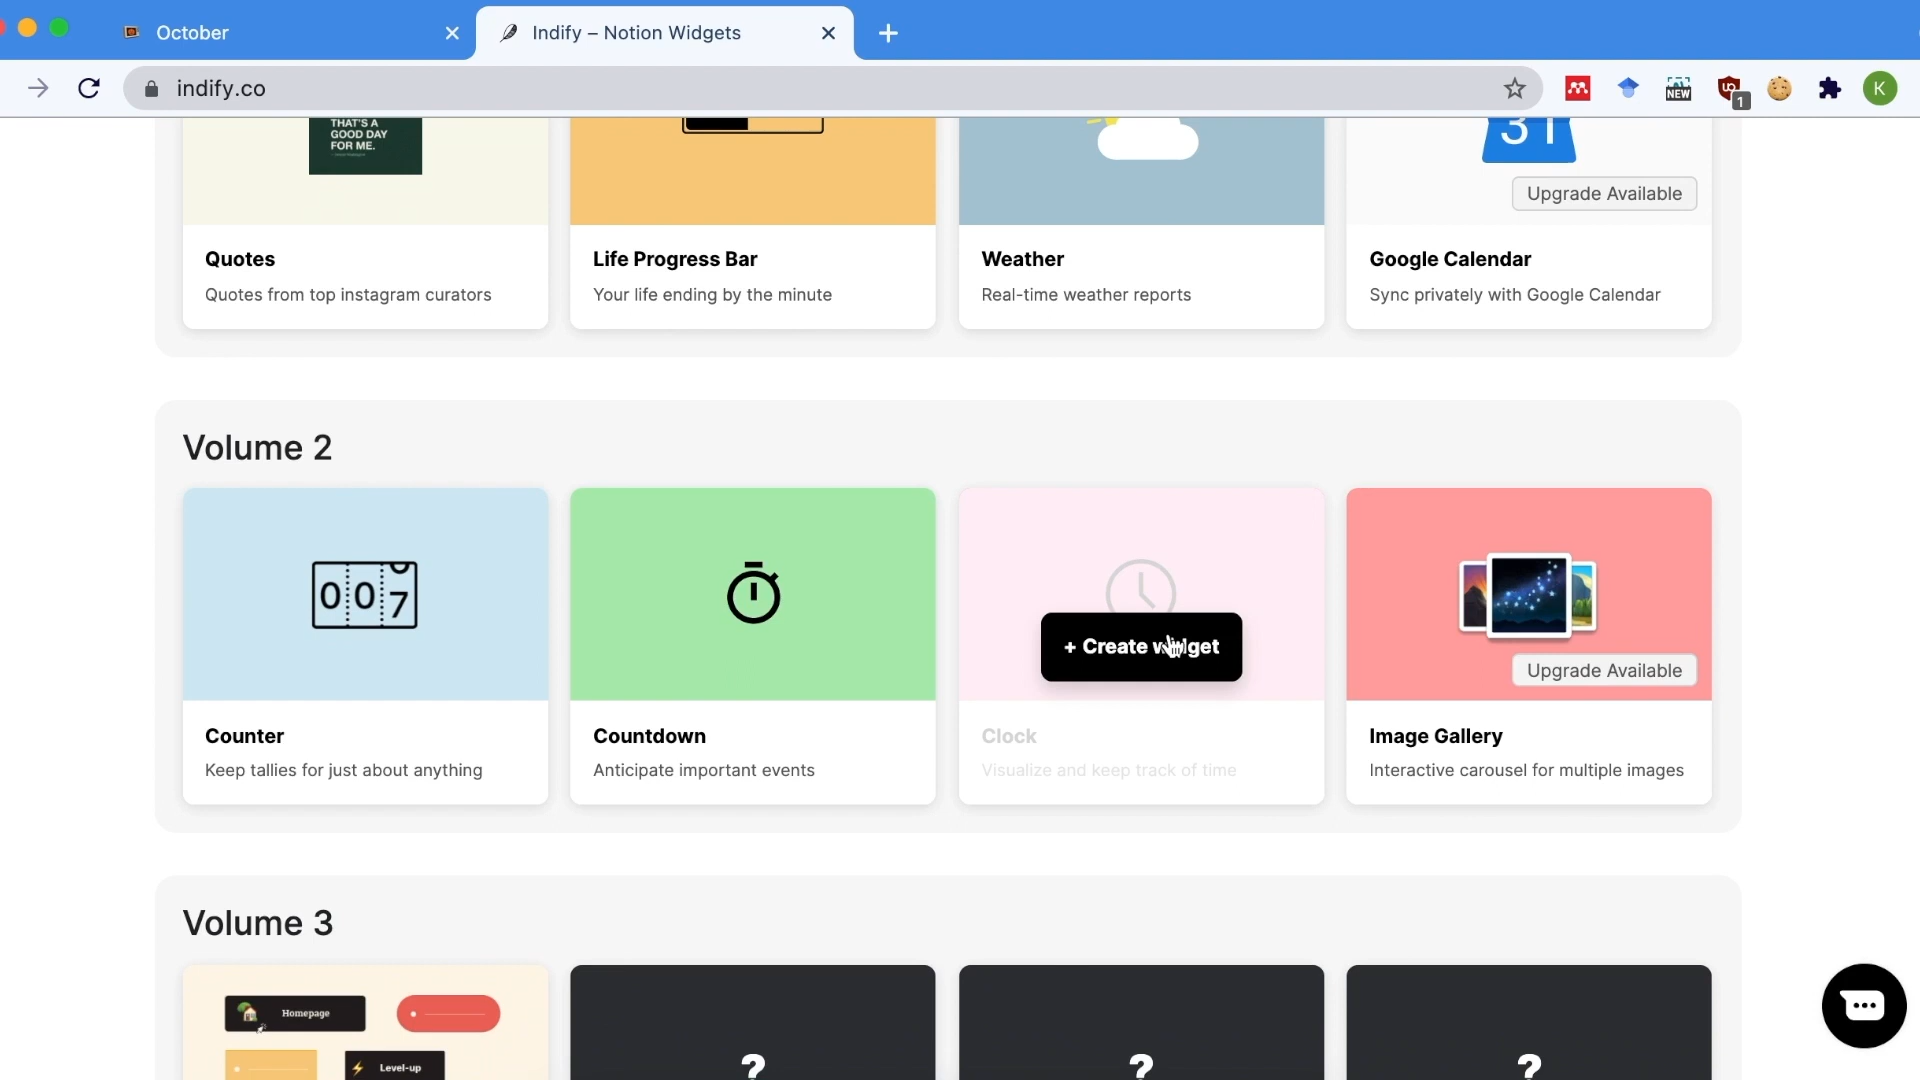 October
Indify – Notion Widgets
indify.co
NEW
1
K
THAT'S A
GOOD DAY
FOR ME.
31
Upgrade Available
Quotes
Quotes from top instagram curators
Life Progress Bar
Your life ending by the minute
Weather
Real-time weather reports
Google Calendar
Sync privately with Google Calendar
Volume 2
007
+ Create widget
Upgrade Available
Counter
Keep tallies for just about anything
Countdown
Anticipate important events
Clock
Visualize and keep track of time
Image Gallery
Interactive carousel for multiple images
Volume 3
Homepage
Level-up
?
?
?